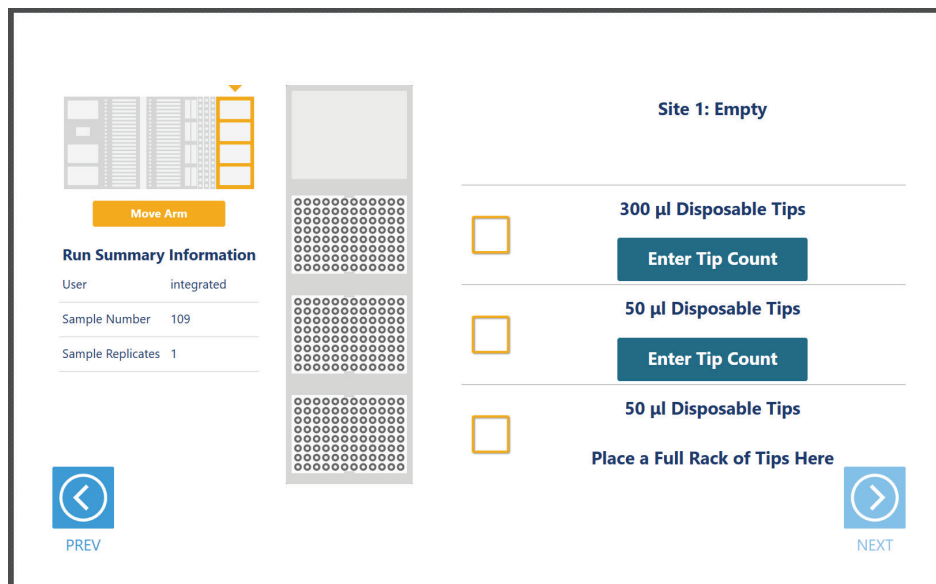 Move Arm
Run Summary Information
User integrated
Sample Number 109
Sample Replicates 1
Site 1: Empty
300 µl Disposable Tips
Enter Tip Count
50 µl Disposable Tips
Enter Tip Count
50 µl Disposable Tips
Place a Full Rack of Tips Here
PREV
NEXT